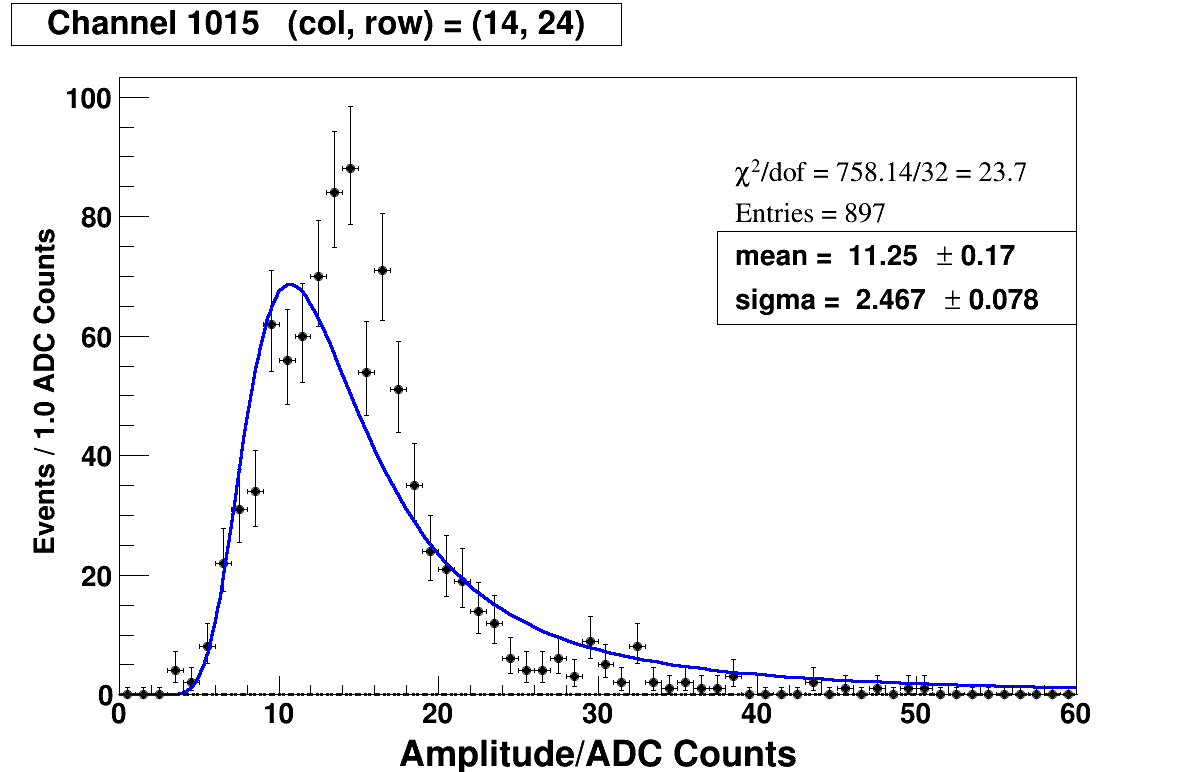 Channel 1015 (col, row) = (14, 24)
100
80
60
40
20
0
Events / 1.0 ADC Counts
χ²/dof = 758.14/32 = 23.7
Entries = 897
mean = 11.25 ± 0.17
sigma = 2.467 ± 0.078
0 10 20 30 40 50 60
Amplitude/ADC Counts